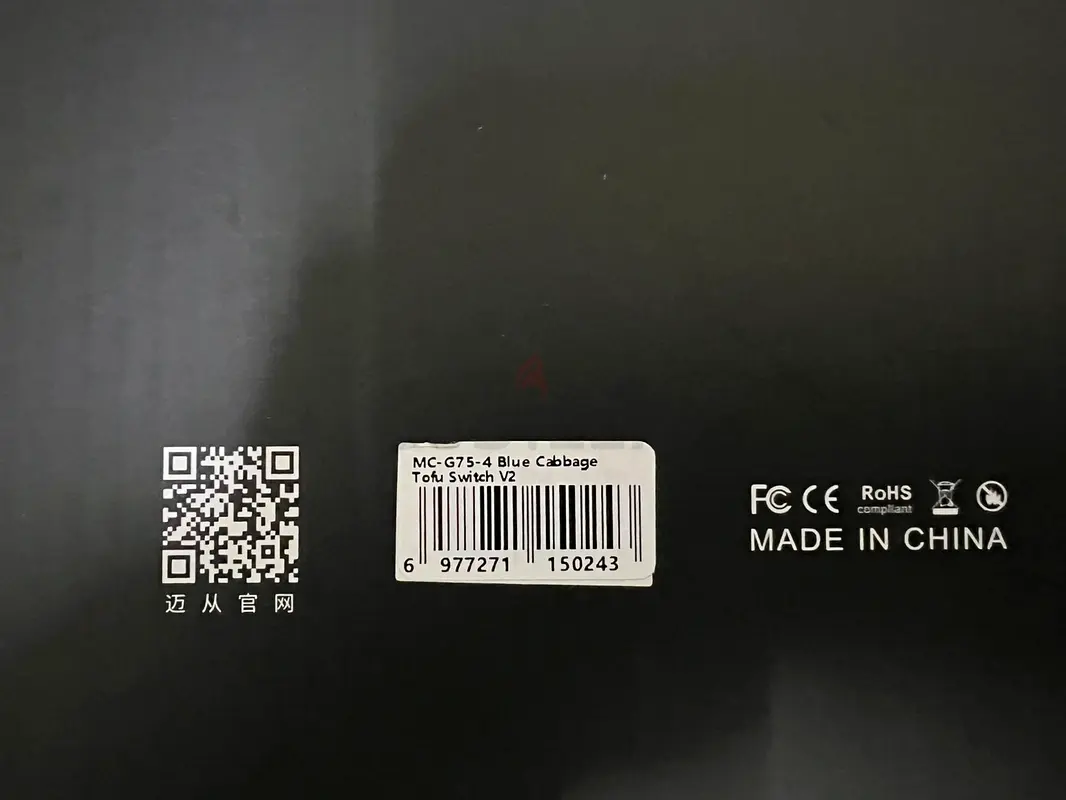 迈从官网
MC-G75-4 Blue Cabbage
Tofu Switch V2
6 977271 150243
FC CE RoHS
compliant
MADE IN CHINA